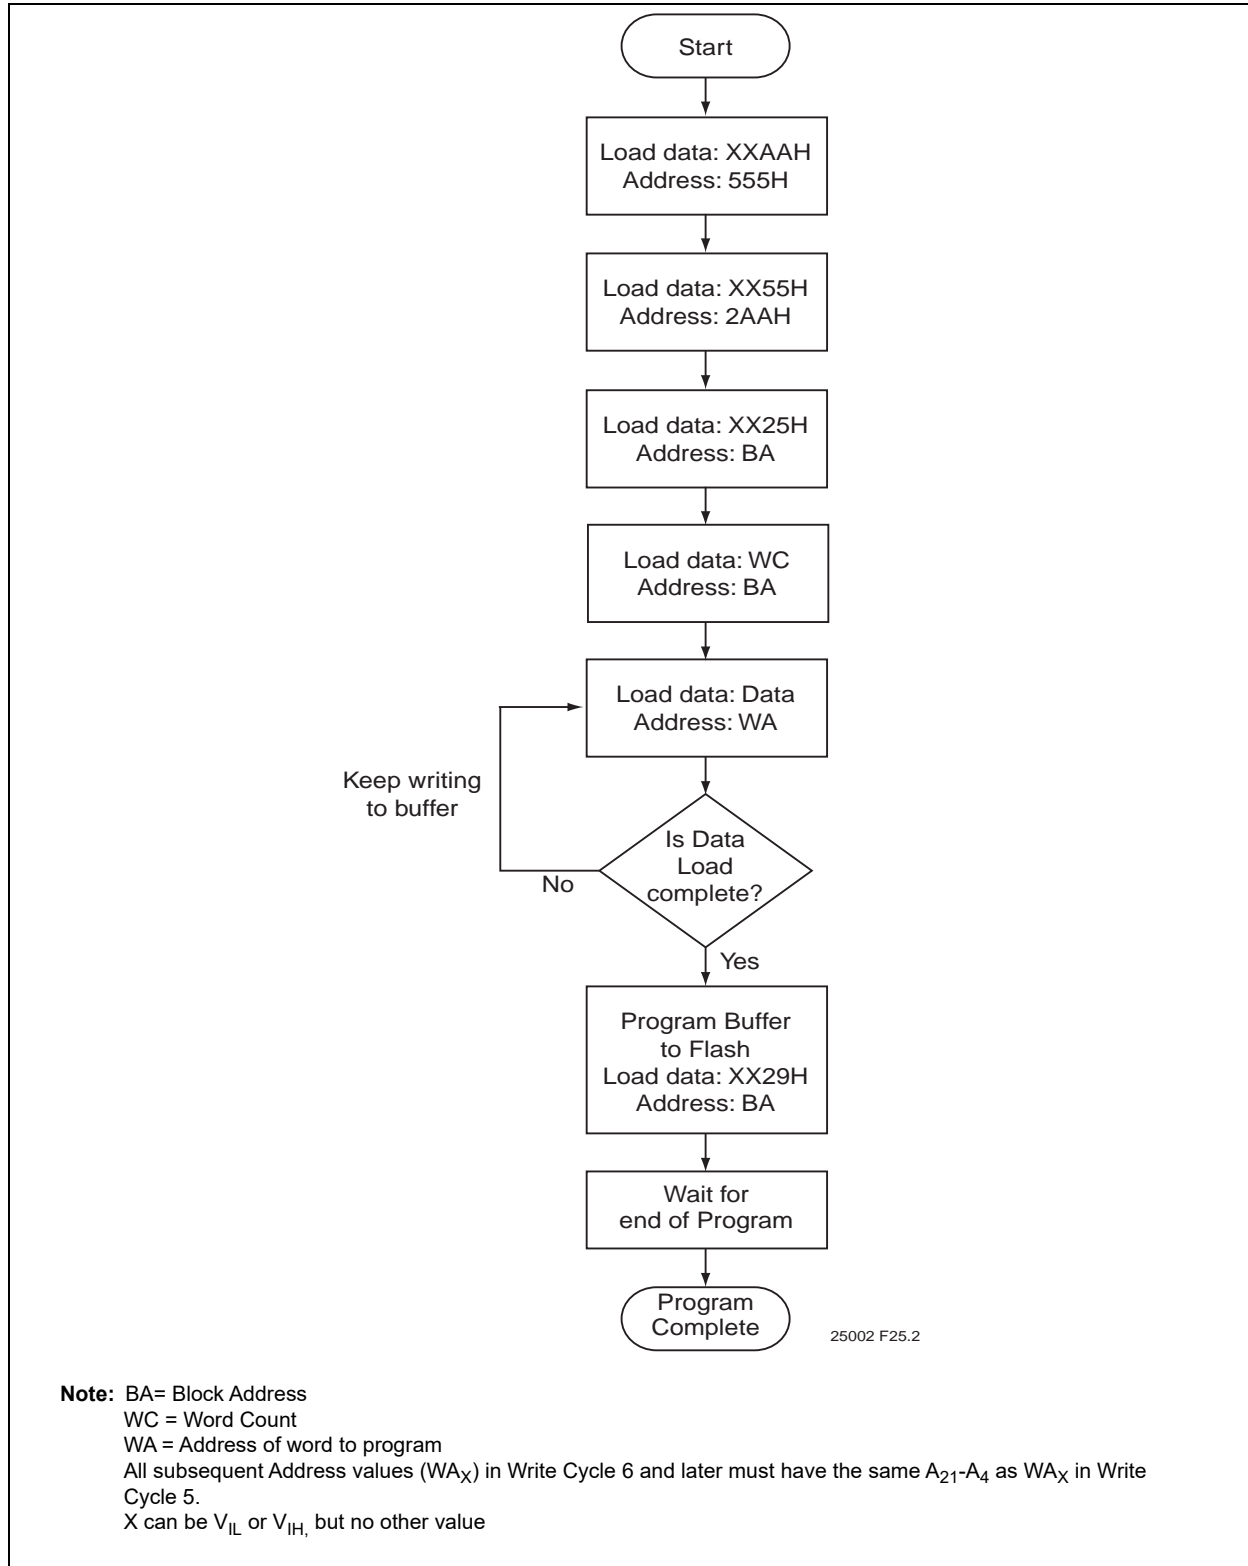 Start
Load data: XXAAH
Address: 555H
Load data: XX55H
Address: 2AAH
Load data: XX25H
Address: BA
Load data: WC
Address: BA
Load data: Data
Address: WA
Keep writing
to buffer
Is Data
Load
complete?
No
Yes
Program Buffer
to Flash
Load data: XX29H
Address: BA
Wait for
end of Program
Program
Complete
25002 F25.2
Note: BA= Block Address
WC = Word Count
WA = Address of word to program
All subsequent Address values (WAX) in Write Cycle 6 and later must have the same A21-A4 as WAX in Write
Cycle 5.
X can be VIL or VIH, but no other value